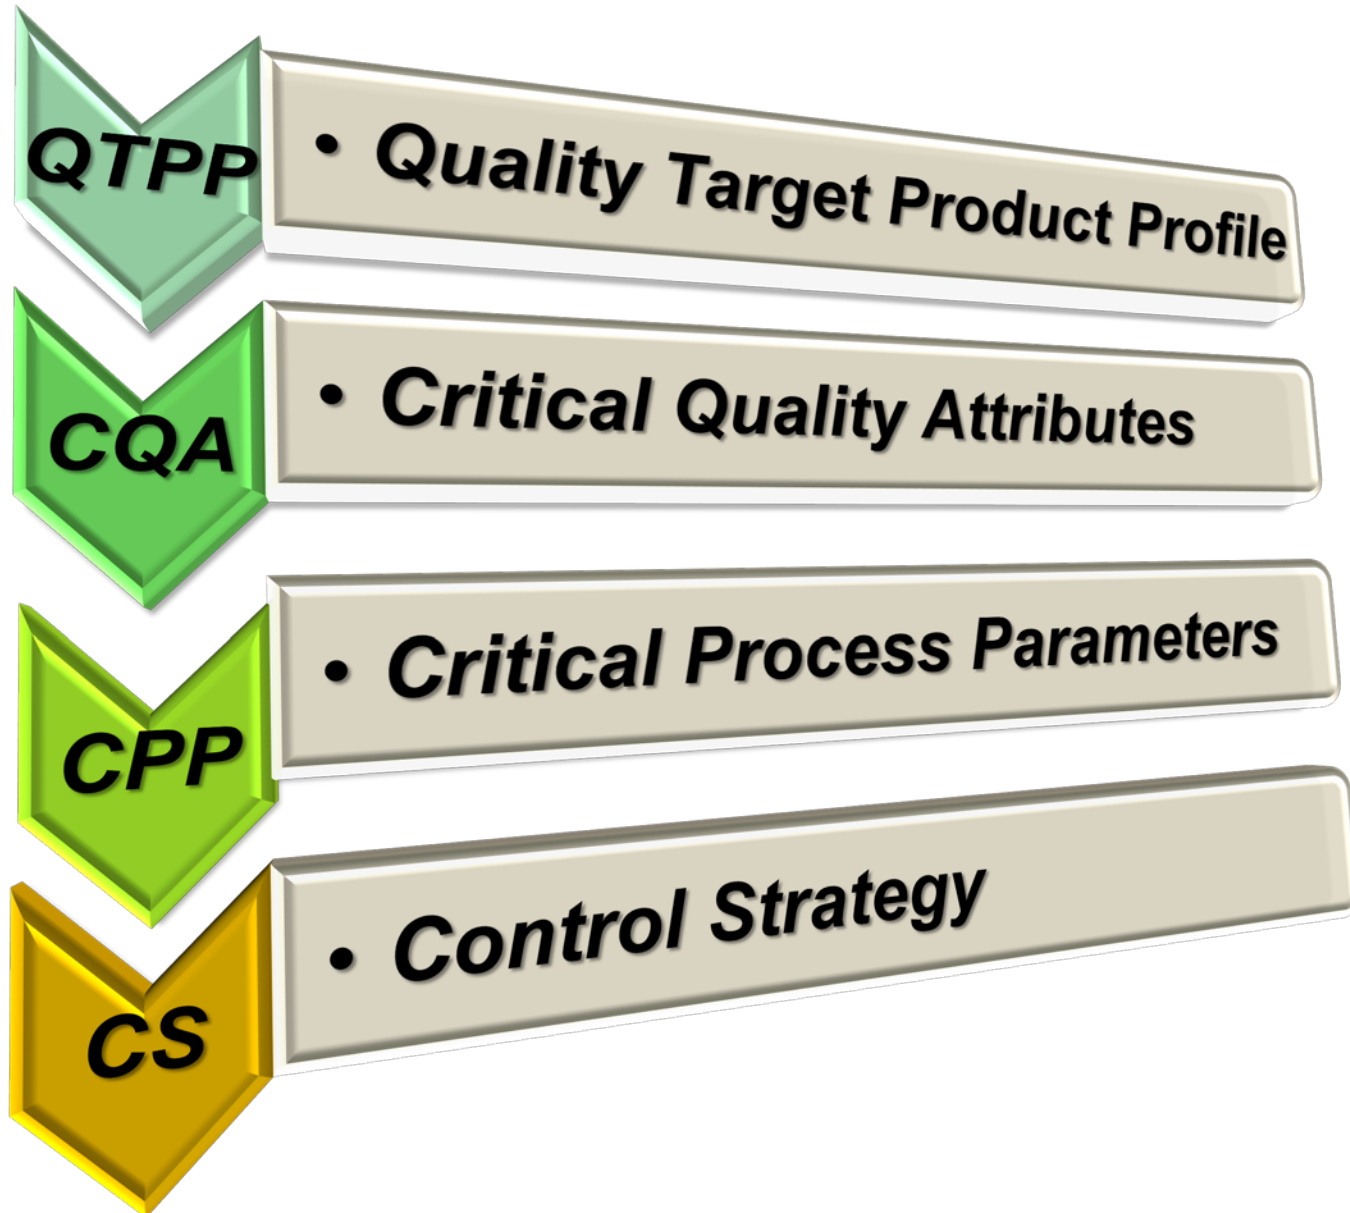 QTPP
• Quality Target Product Profile
CQA
• Critical Quality Attributes
CPP
• Critical Process Parameters
CS
• Control Strategy